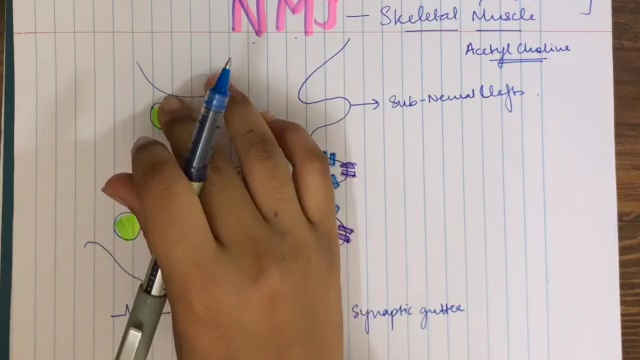 NMJ — Skeletal Muscle
Acetyl Choline
Sub-Neural Clefts
Synaptic gutter